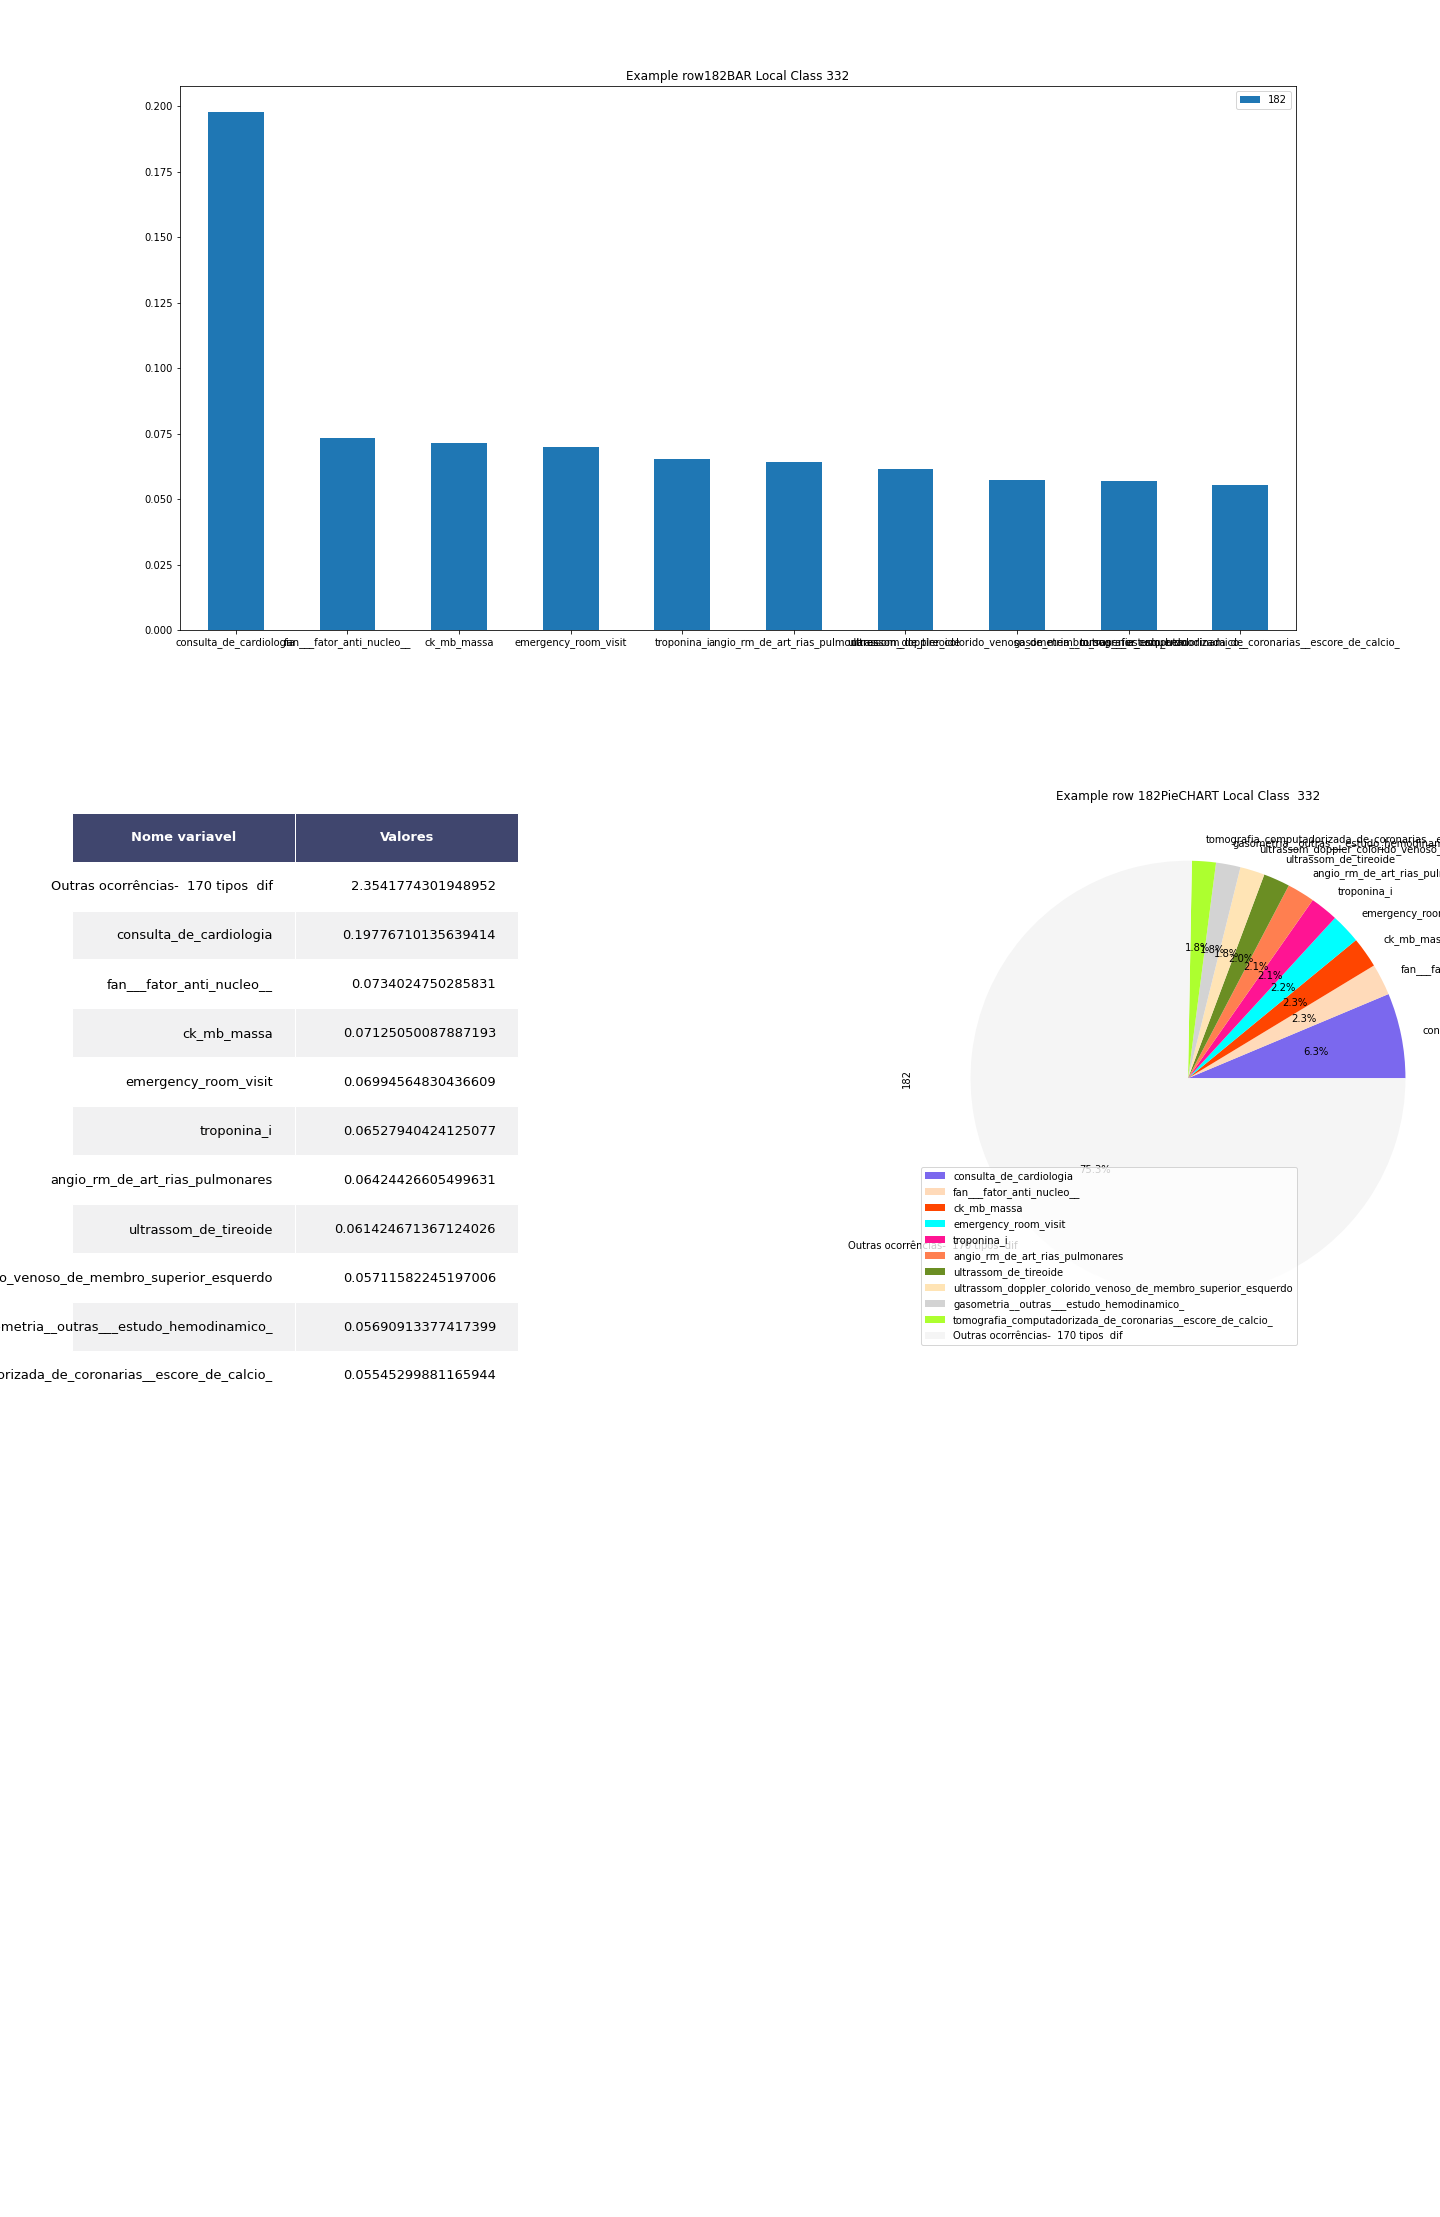 Example row182BAR Local Class 332
182
0.200
0.175
0.150
0.125
0.100
0.075
0.050
0.025
0.000
consulta_de_cardiologia
fan___fator_anti_nucleo__
ck_mb_massa
emergency_room_visit
troponina_i
angio_rm_de_art_rias_pulmonares
ultrassom_de_tireoide
Example row 182PieCHART Local Class  332
Nome variavel Valores
Outras ocorrências-  170 tipos  dif 2.3541774301948952
consulta_de_cardiologia 0.19776710135639414
fan___fator_anti_nucleo__ 0.0734024750285831
ck_mb_massa 0.07125050087887193
emergency_room_visit 0.06994564830436609
troponina_i 0.06527940424125077
angio_rm_de_art_rias_pulmonares 0.06424426605499631
ultrassom_de_tireoide 0.061424671367124026
o_venoso_de_membro_superior_esquerdo 0.05711582245197006
metria__outras___estudo_hemodinamico_ 0.05690913377417399
orizada_de_coronarias__escore_de_calcio_ 0.05545299881165944
tomografia_computadorizada_de_coronarias__e
gasometria__outras___estudo_hemodinam
ultrassom_doppler_colorido_venoso_
ultrassom_de_tireoide
angio_rm_de_art_rias_pul
troponina_i
emergency_roo
ck_mb_mas
fan___fa
con
1.8%
1.8%
1.8%
2.0%
2.1%
2.1%
2.2%
2.3%
2.3%
6.3%
182
75.3%
Outras ocorrências-  170 tipos  dif
consulta_de_cardiologia
fan___fator_anti_nucleo__
ck_mb_massa
emergency_room_visit
troponina_i
angio_rm_de_art_rias_pulmonares
ultrassom_de_tireoide
ultrassom_doppler_colorido_venoso_de_membro_superior_esquerdo
gasometria__outras___estudo_hemodinamico_
tomografia_computadorizada_de_coronarias__escore_de_calcio_
Outras ocorrências-  170 tipos  dif